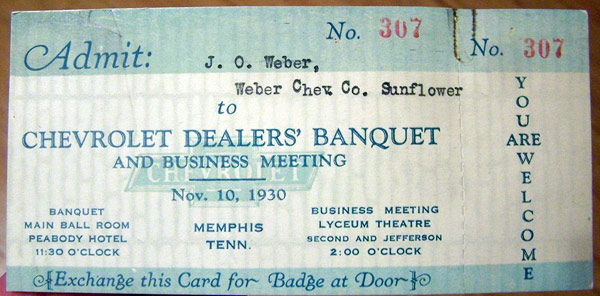 No. 307
No. 307
Admit:
J. O. Weber,
Weber Chev. Co. Sunflower
to
CHEVROLET DEALERS' BANQUET
AND BUSINESS MEETING
CHEVROLET
Nov. 10, 1930
BANQUET
MAIN BALL ROOM
PEABODY HOTEL
11:30 O'CLOCK
MEMPHIS
TENN.
BUSINESS MEETING
LYCEUM THEATRE
SECOND AND JEFFERSON
2:00 O'CLOCK
Exchange this Card for Badge at Door
YOU ARE WELCOME